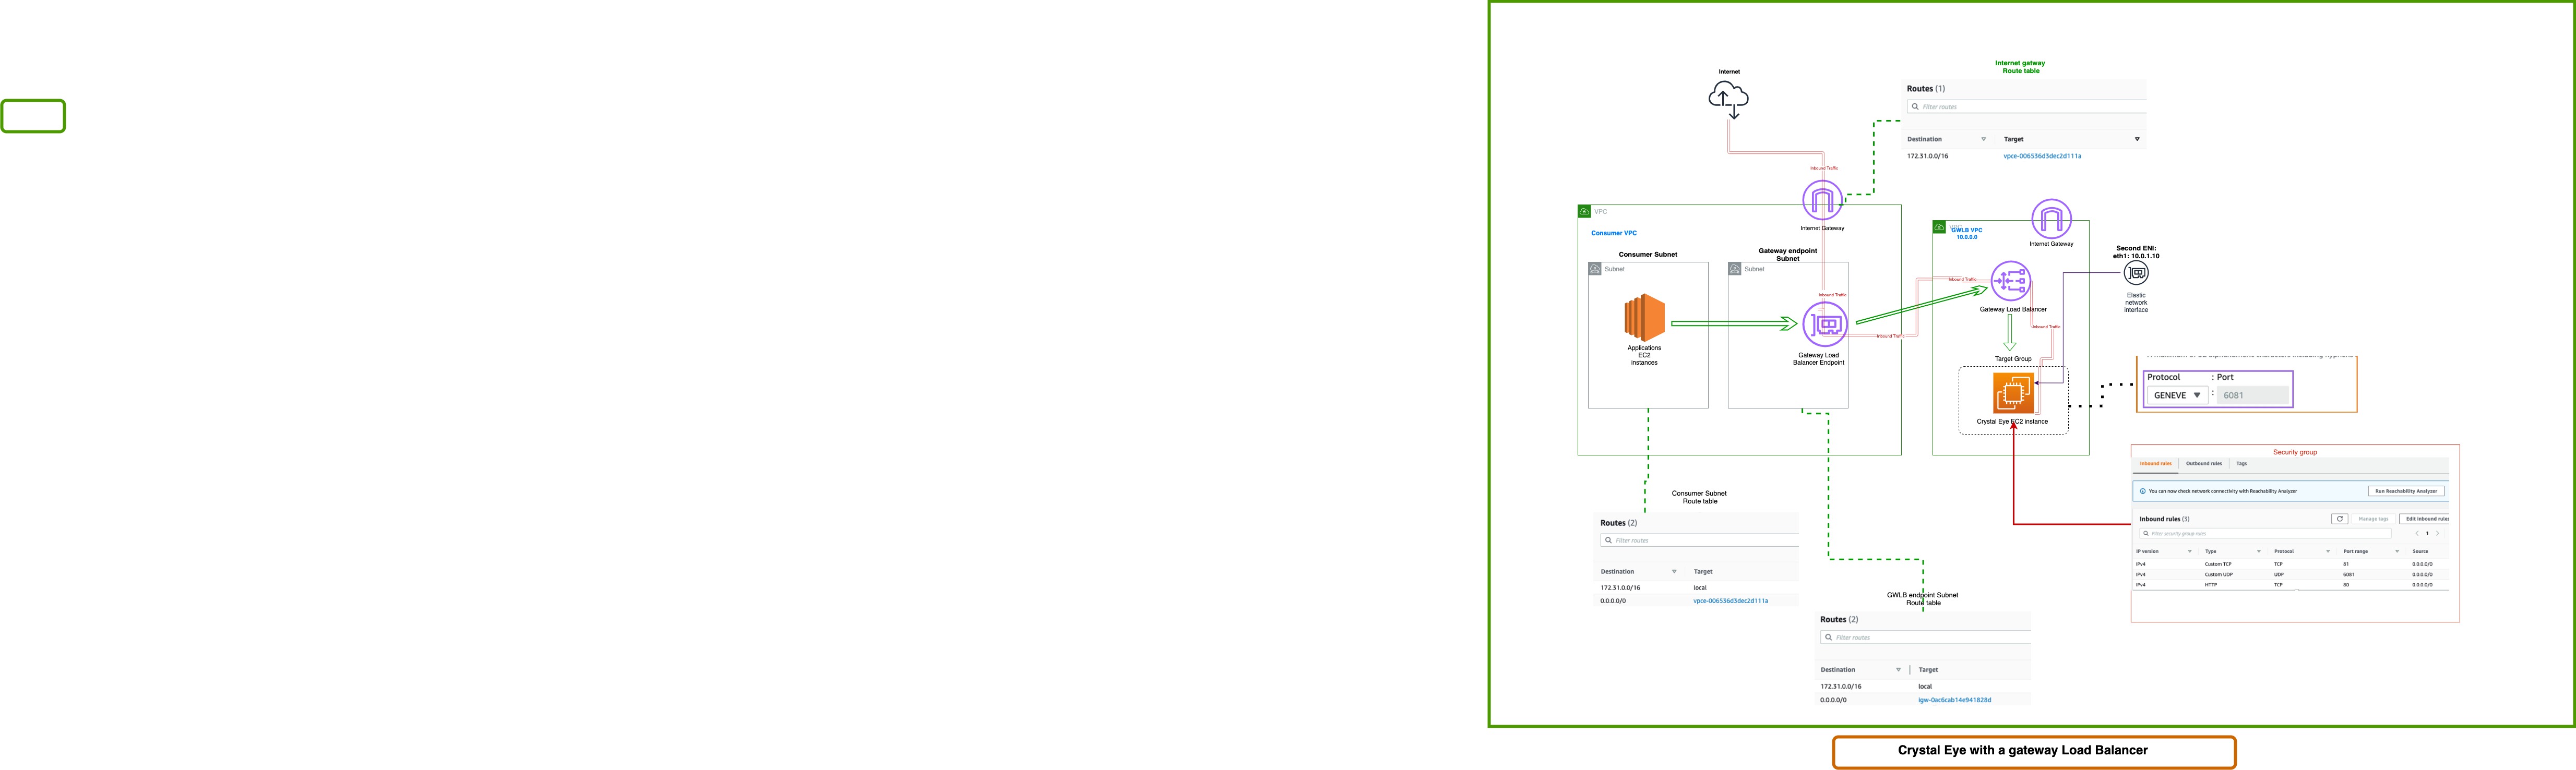 Internet
Internet gatway
Route table
Routes (1)
Filter routes
Destination Target
172.31.0.0/16 vpce-006536d3dec2d111a
Inbound Traffic
Internet Gateway
VPC
Consumer VPC
Consumer Subnet
Subnet
Applications
EC2
instances
Gateway endpoint
Subnet
Subnet
Inbound Traffic
Gateway Load
Balancer Endpoint
Inbound Traffic
GWLB VPC
10.0.0.0
Internet Gateway
Inbound Traffic
Gateway Load Balancer
Inbound Traffic
Target Group
Crystal Eye EC2 instance
Second ENI:
eth1: 10.0.1.10
Elastic
network
interface
Protocol : Port
GENEVE : 6081
Security group
Inbound rules Outbound rules Tags
You can now check network connectivity with Reachability Analyzer Run Reachability Analyzer
Inbound rules (3) Manage tags Edit inbound rules
Filter security group rules 1
IP version Type Protocol Port range Source
IPv4 Custom TCP TCP 81 0.0.0.0/0
IPv4 Custom UDP UDP 6081 0.0.0.0/0
IPv4 HTTP TCP 80 0.0.0.0/0
Consumer Subnet
Route table
Routes (2)
Filter routes
Destination Target
172.31.0.0/16 local
0.0.0.0/0 vpce-006536d3dec2d111a
GWLB endpoint Subnet
Route table
Routes (2)
Filter routes
Destination Target
172.31.0.0/16 local
0.0.0.0/0 igw-0ac6cab14e941828d
Crystal Eye with a gateway Load Balancer